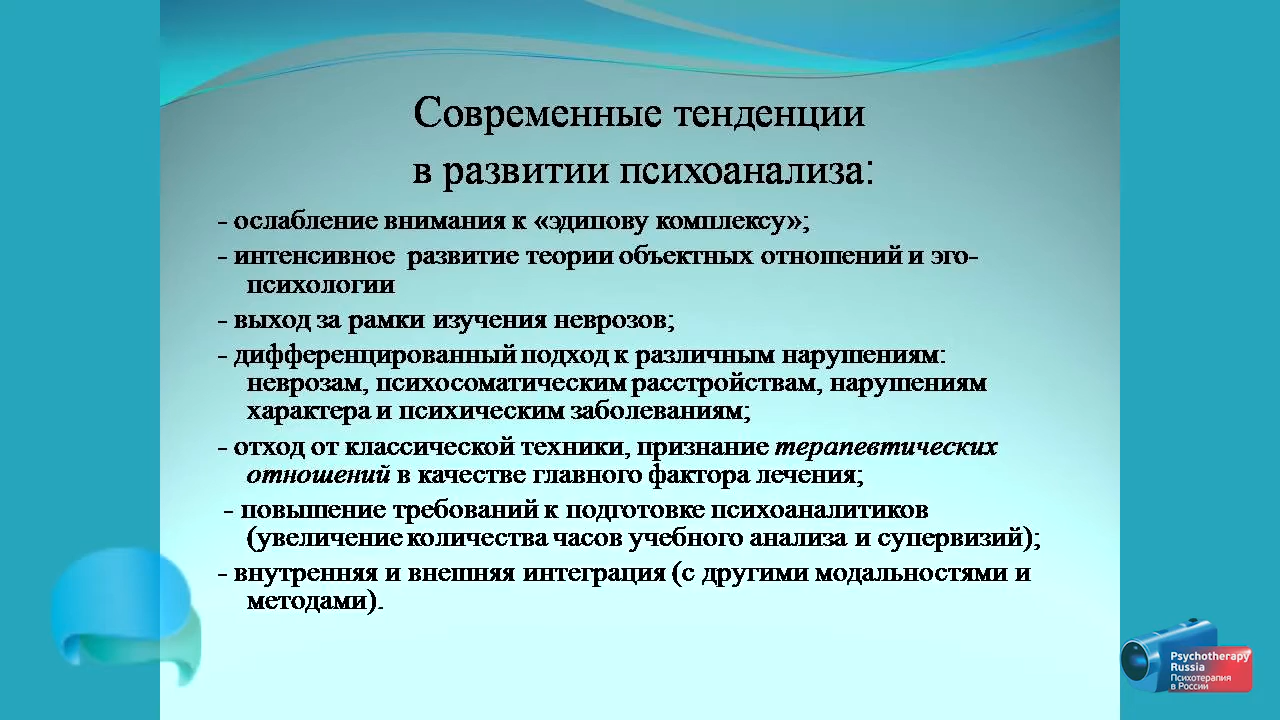 Современные тенденции
в развитии психоанализа:
- ослабление внимания к «эдипову комплексу»;
- интенсивное развитие теории объектных отношений и эго-
психологии
- выход за рамки изучения неврозов;
- дифференцированный подход к различным нарушениям:
неврозам, психосоматическим расстройствам, нарушениям
характера и психическим заболеваниям;
- отход от классической техники, признание терапевтических
отношений в качестве главного фактора лечения;
- повышение требований к подготовке психоаналитиков
(увеличение количества часов учебного анализа и супервизий);
- внутренняя и внешняя интеграция (с другими модальностями и
методами).
Psychotherapy
Russia
Психотерапия
в России